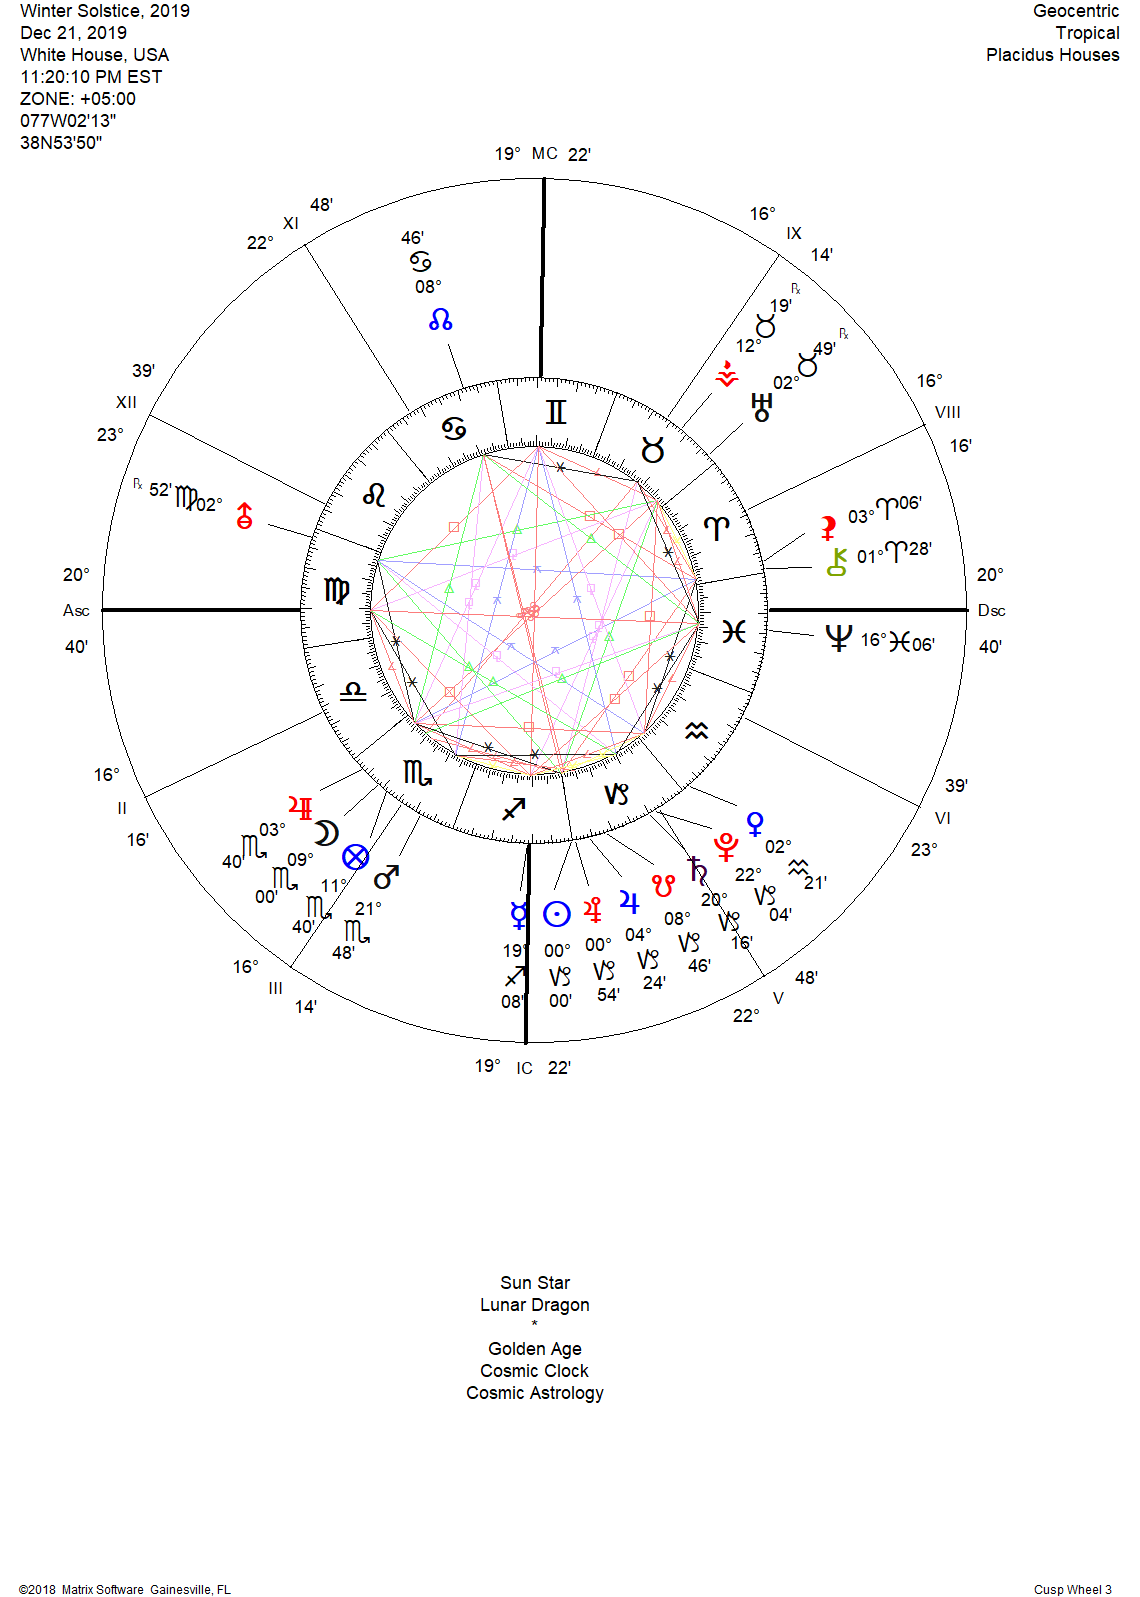 Winter Solstice, 2019
Dec 21, 2019
White House, USA
11:20:10 PM EST
ZONE: +05:00
077W02'13"
38N53'50"
Geocentric
Tropical
Placidus Houses
19° MC 22'
48'
XI
22°
16°
IX
14'
46'
♋
08°
☊
℞
19'
♉
12°
℞
49'
♉
02°
♅
39'
XII
23°
16°
VIII
16'
℞ 52' ♍ 02°
03° ♈ 06'
01° ♈ 28'
20°
Asc
40'
20°
Dsc
40'
♆ 16° ♓ 06'
♊
♉
♈
♓
♒
♑
♐
♏
♎
♍
♌
♋
16°
II
16'
39'
VI
23°
03°
♏
40
☽
09°
♏
00'
⊗
11°
♏
40'
♂
21°
♏
48'
☿
19°
♐
08'
☉
00°
♑
00'
00°
♑
54'
♃
04°
♑
24'
☋
08°
♑
46'
♄
20°
♑
16'
22°
♑
04'
♀
02°
♒
21'
16°
III
14'
48'
V
22°
19° IC 22'
Sun Star
Lunar Dragon
*
Golden Age
Cosmic Clock
Cosmic Astrology
©2018 Matrix Software Gainesville, FL
Cusp Wheel 3